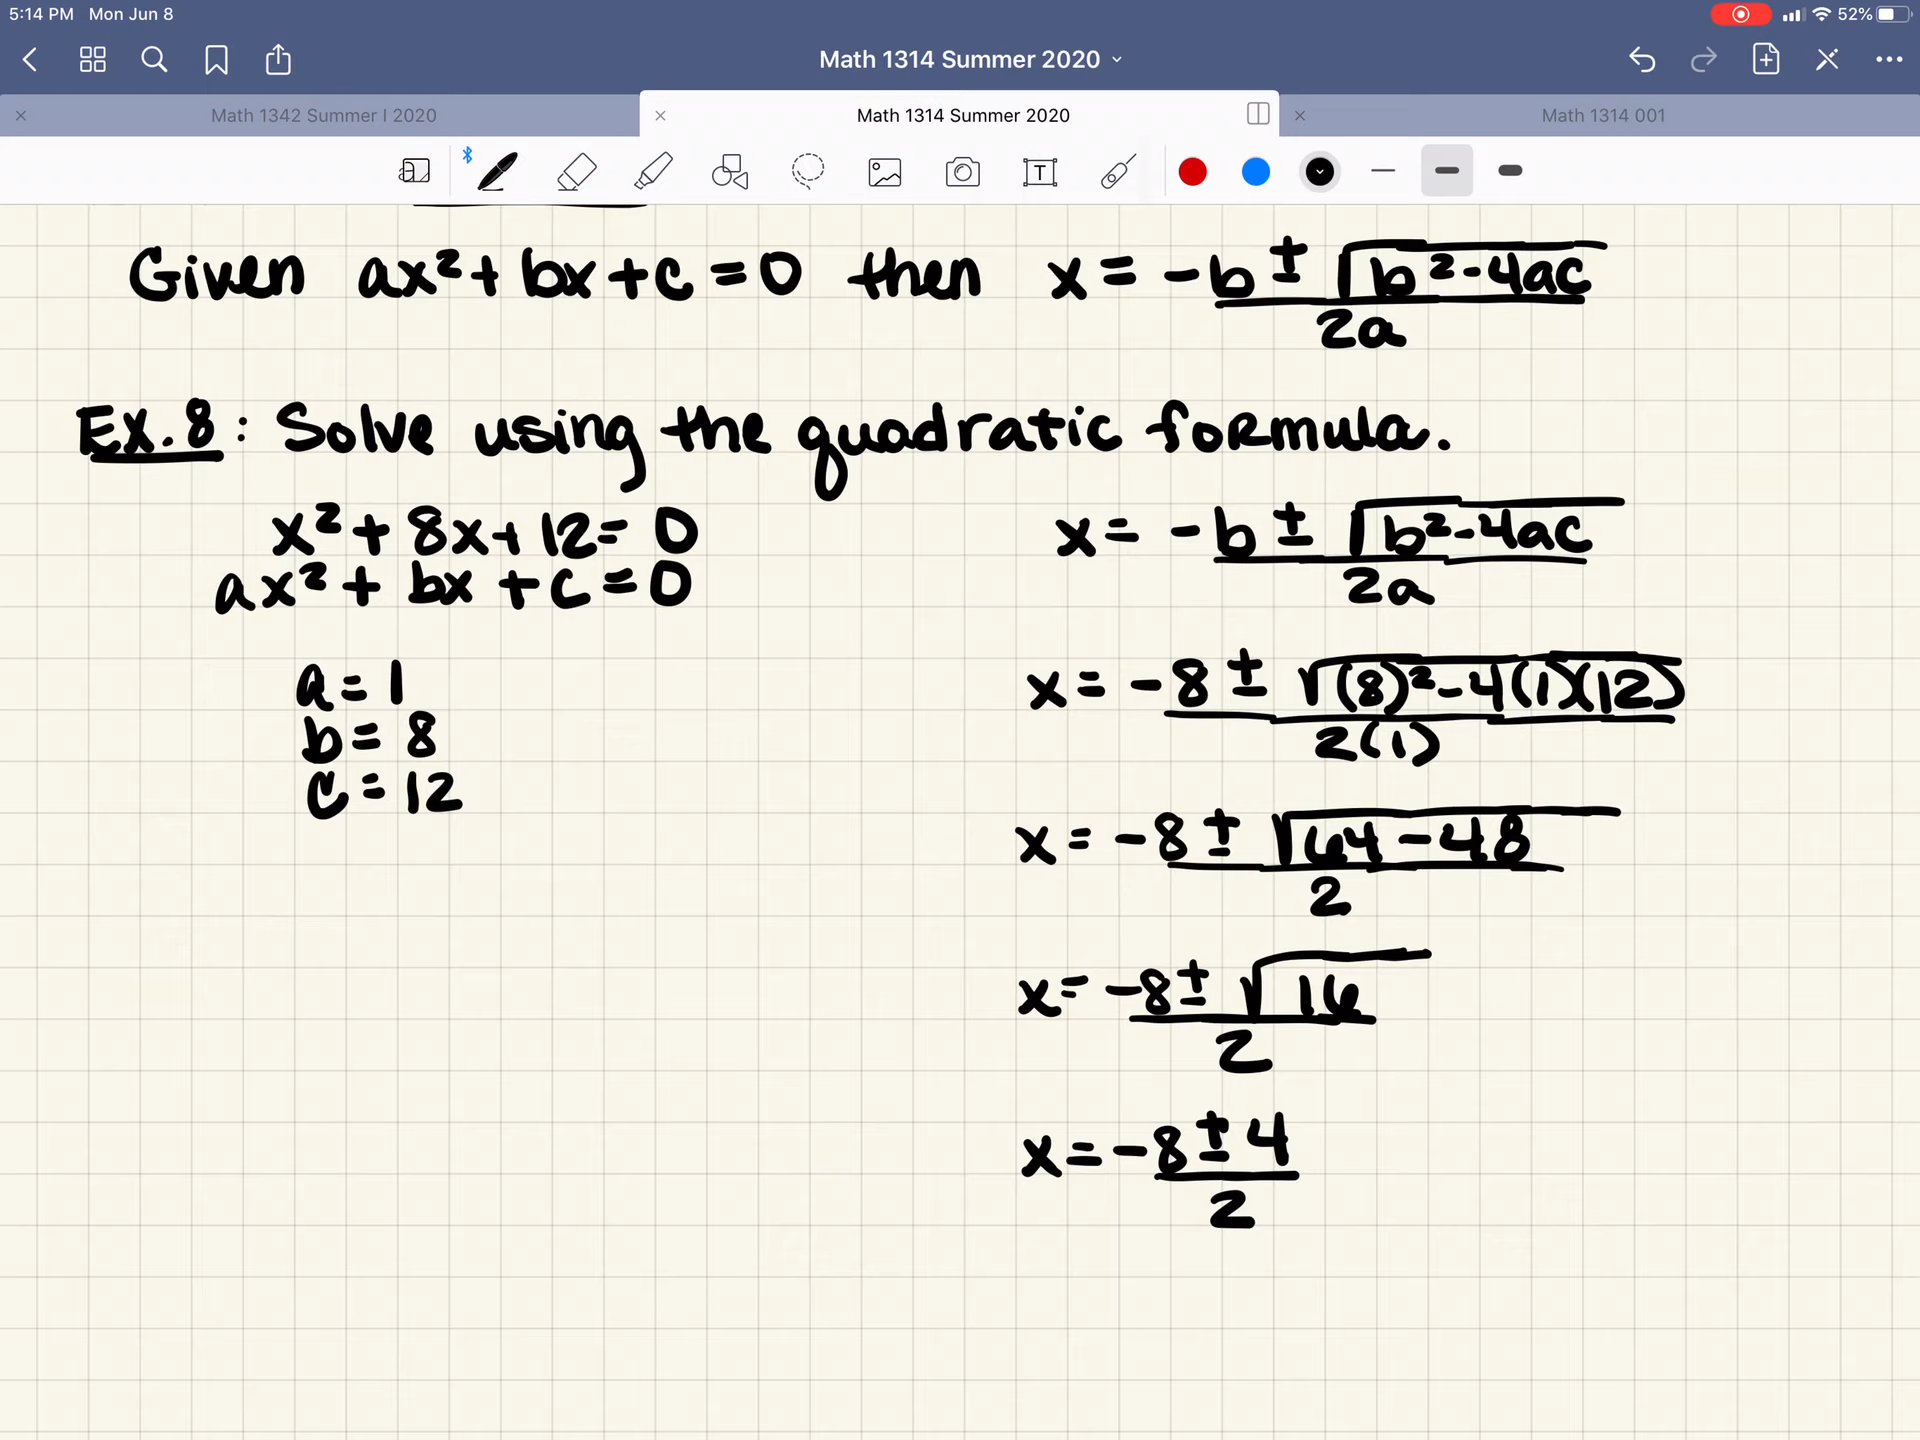 5:14 PM Mon Jun 8 52%
Math 1314 Summer 2020
Math 1342 Summer I 2020 Math 1314 Summer 2020 Math 1314 001
Given ax²+ bx+c=0 then x = -b ± √b²-4ac
2a
Ex.8: Solve using the quadratic formula.
x²+ 8x+12= 0
ax²+ bx +c=0
a= 1
b= 8
c= 12
x= -b ± √b²-4ac
2a
x= -8 ± √(8)²-4(1)(12)
2(1)
x= -8 ± √64-48
2
x= -8± √16
2
x= -8±4
2